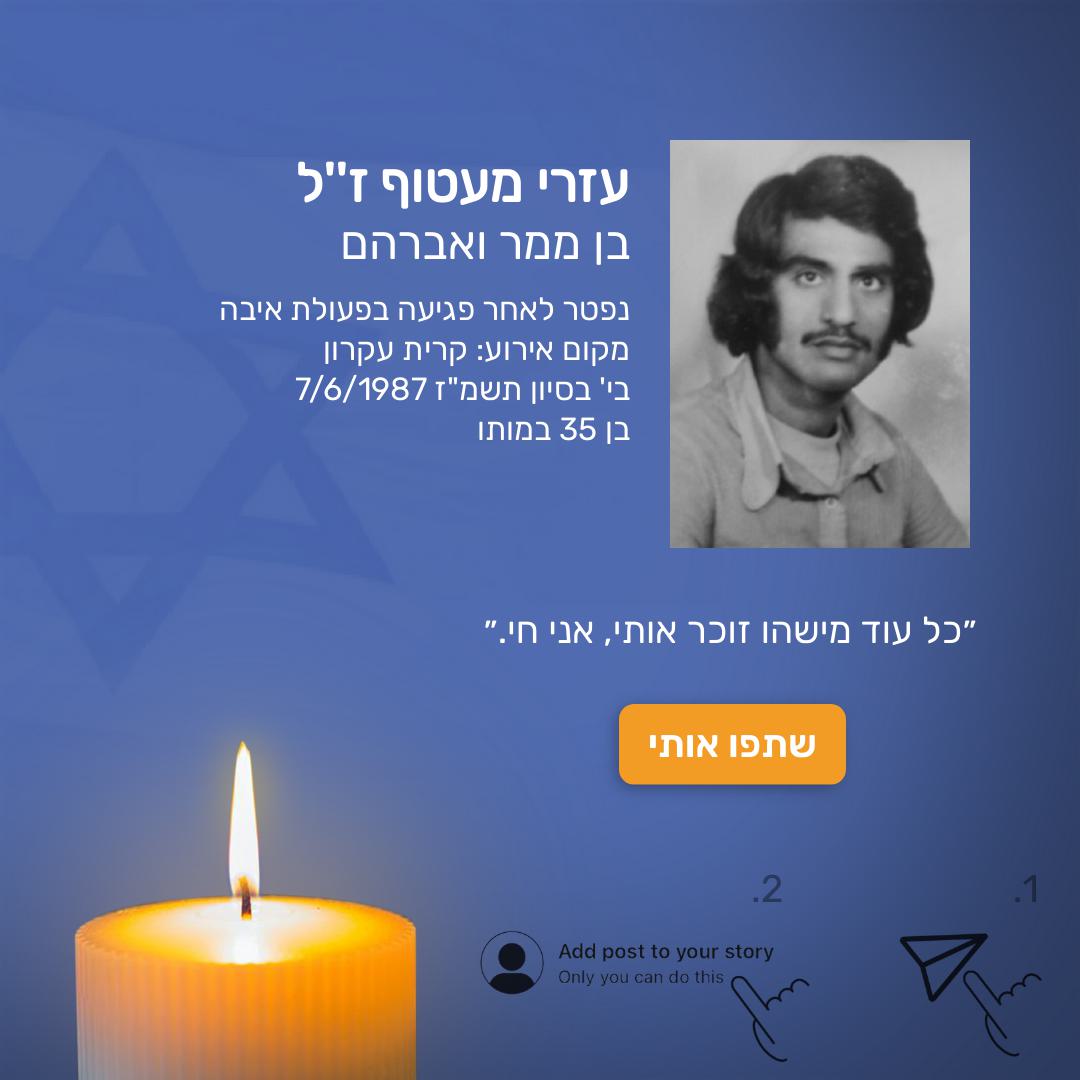 עזרי מעטוף ז"ל
בן ממר ואברהם
נפטר לאחר פגיעה בפעולת איבה
מקום אירוע: קרית עקרון
בי' בסיון תשמ"ז 7/6/1987
בן 35 במותו
״כל עוד מישהו זוכר אותי, אני חי.״
שתפו אותי
1.
2.
Add post to your story
Only you can do this